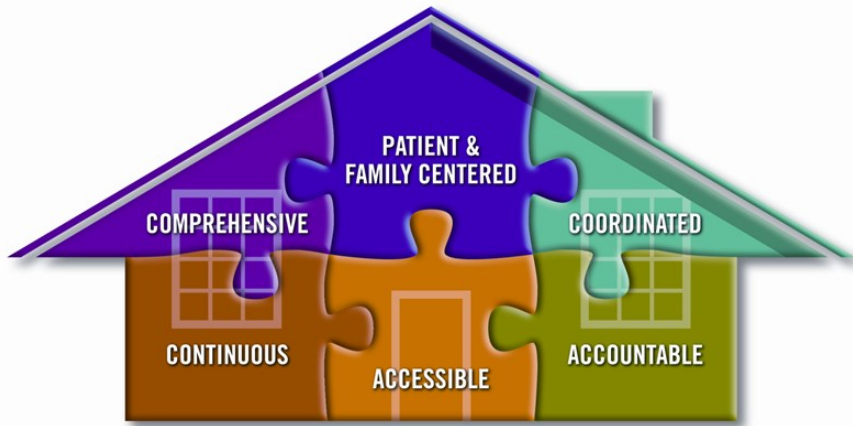 PATIENT &
FAMILY CENTERED
COMPREHENSIVE
COORDINATED
CONTINUOUS
ACCESSIBLE
ACCOUNTABLE